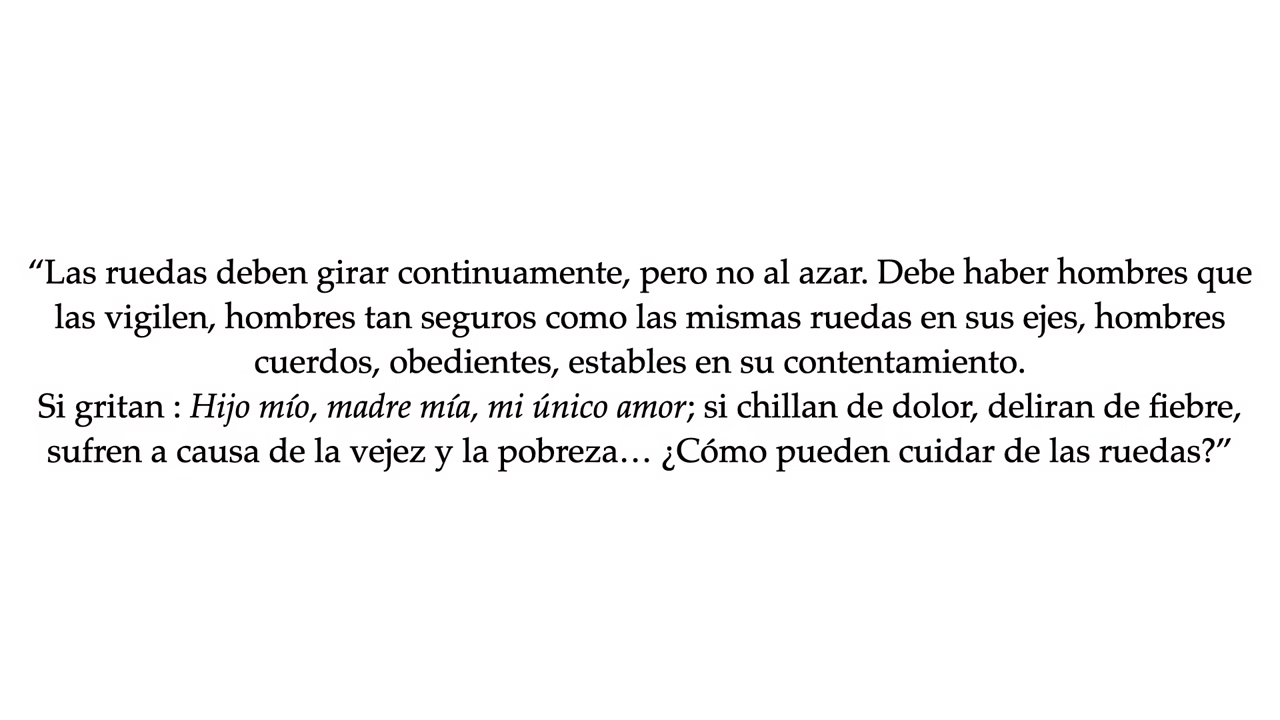 “Las ruedas deben girar continuamente, pero no al azar. Debe haber hombres que
las vigilen, hombres tan seguros como las mismas ruedas en sus ejes, hombres
cuerdos, obedientes, estables en su contentamiento.
Si gritan : Hijo mío, madre mía, mi único amor; si chillan de dolor, deliran de fiebre,
sufren a causa de la vejez y la pobreza… ¿Cómo pueden cuidar de las ruedas?”